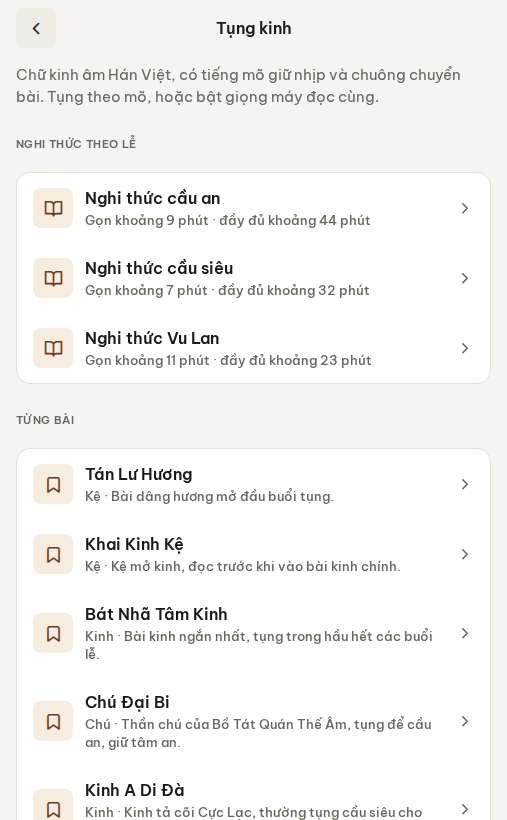 Tụng kinh
Chữ kinh âm Hán Việt, có tiếng mõ giữ nhịp và chuông chuyển
bài. Tụng theo mõ, hoặc bật giọng máy đọc cùng.
NGHI THỨC THEO LỄ
Nghi thức cầu an
Gọn khoảng 9 phút · đầy đủ khoảng 44 phút
Nghi thức cầu siêu
Gọn khoảng 7 phút · đầy đủ khoảng 32 phút
Nghi thức Vu Lan
Gọn khoảng 11 phút · đầy đủ khoảng 23 phút
TỪNG BÀI
Tán Lư Hương
Kệ · Bài dâng hương mở đầu buổi tụng.
Khai Kinh Kệ
Kệ · Kệ mở kinh, đọc trước khi vào bài kinh chính.
Bát Nhã Tâm Kinh
Kinh · Bài kinh ngắn nhất, tụng trong hầu hết các buổi
lễ.
Chú Đại Bi
Chú · Thần chú của Bồ Tát Quán Thế Âm, tụng để cầu
an, giữ tâm an.
Kinh A Di Đà
Kinh · Kinh tả cõi Cực Lạc, thường tụng cầu siêu cho